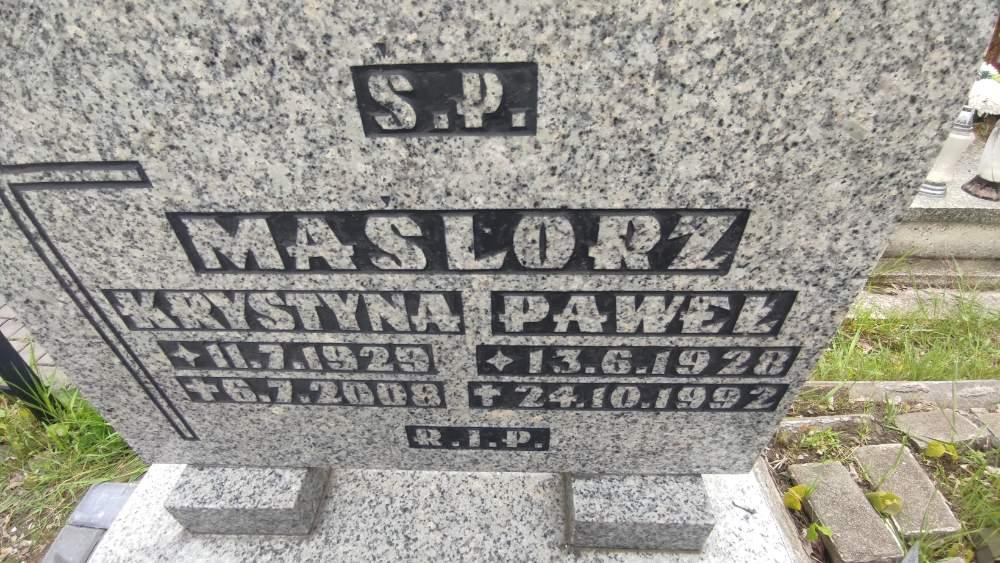 Ś.P.
MAŚLORZ
KRYSTYNA
✦11.7.1929
✝6.7.2008
PAWEŁ
✦13.6.1928
✝24.10.1992
R.I.P.